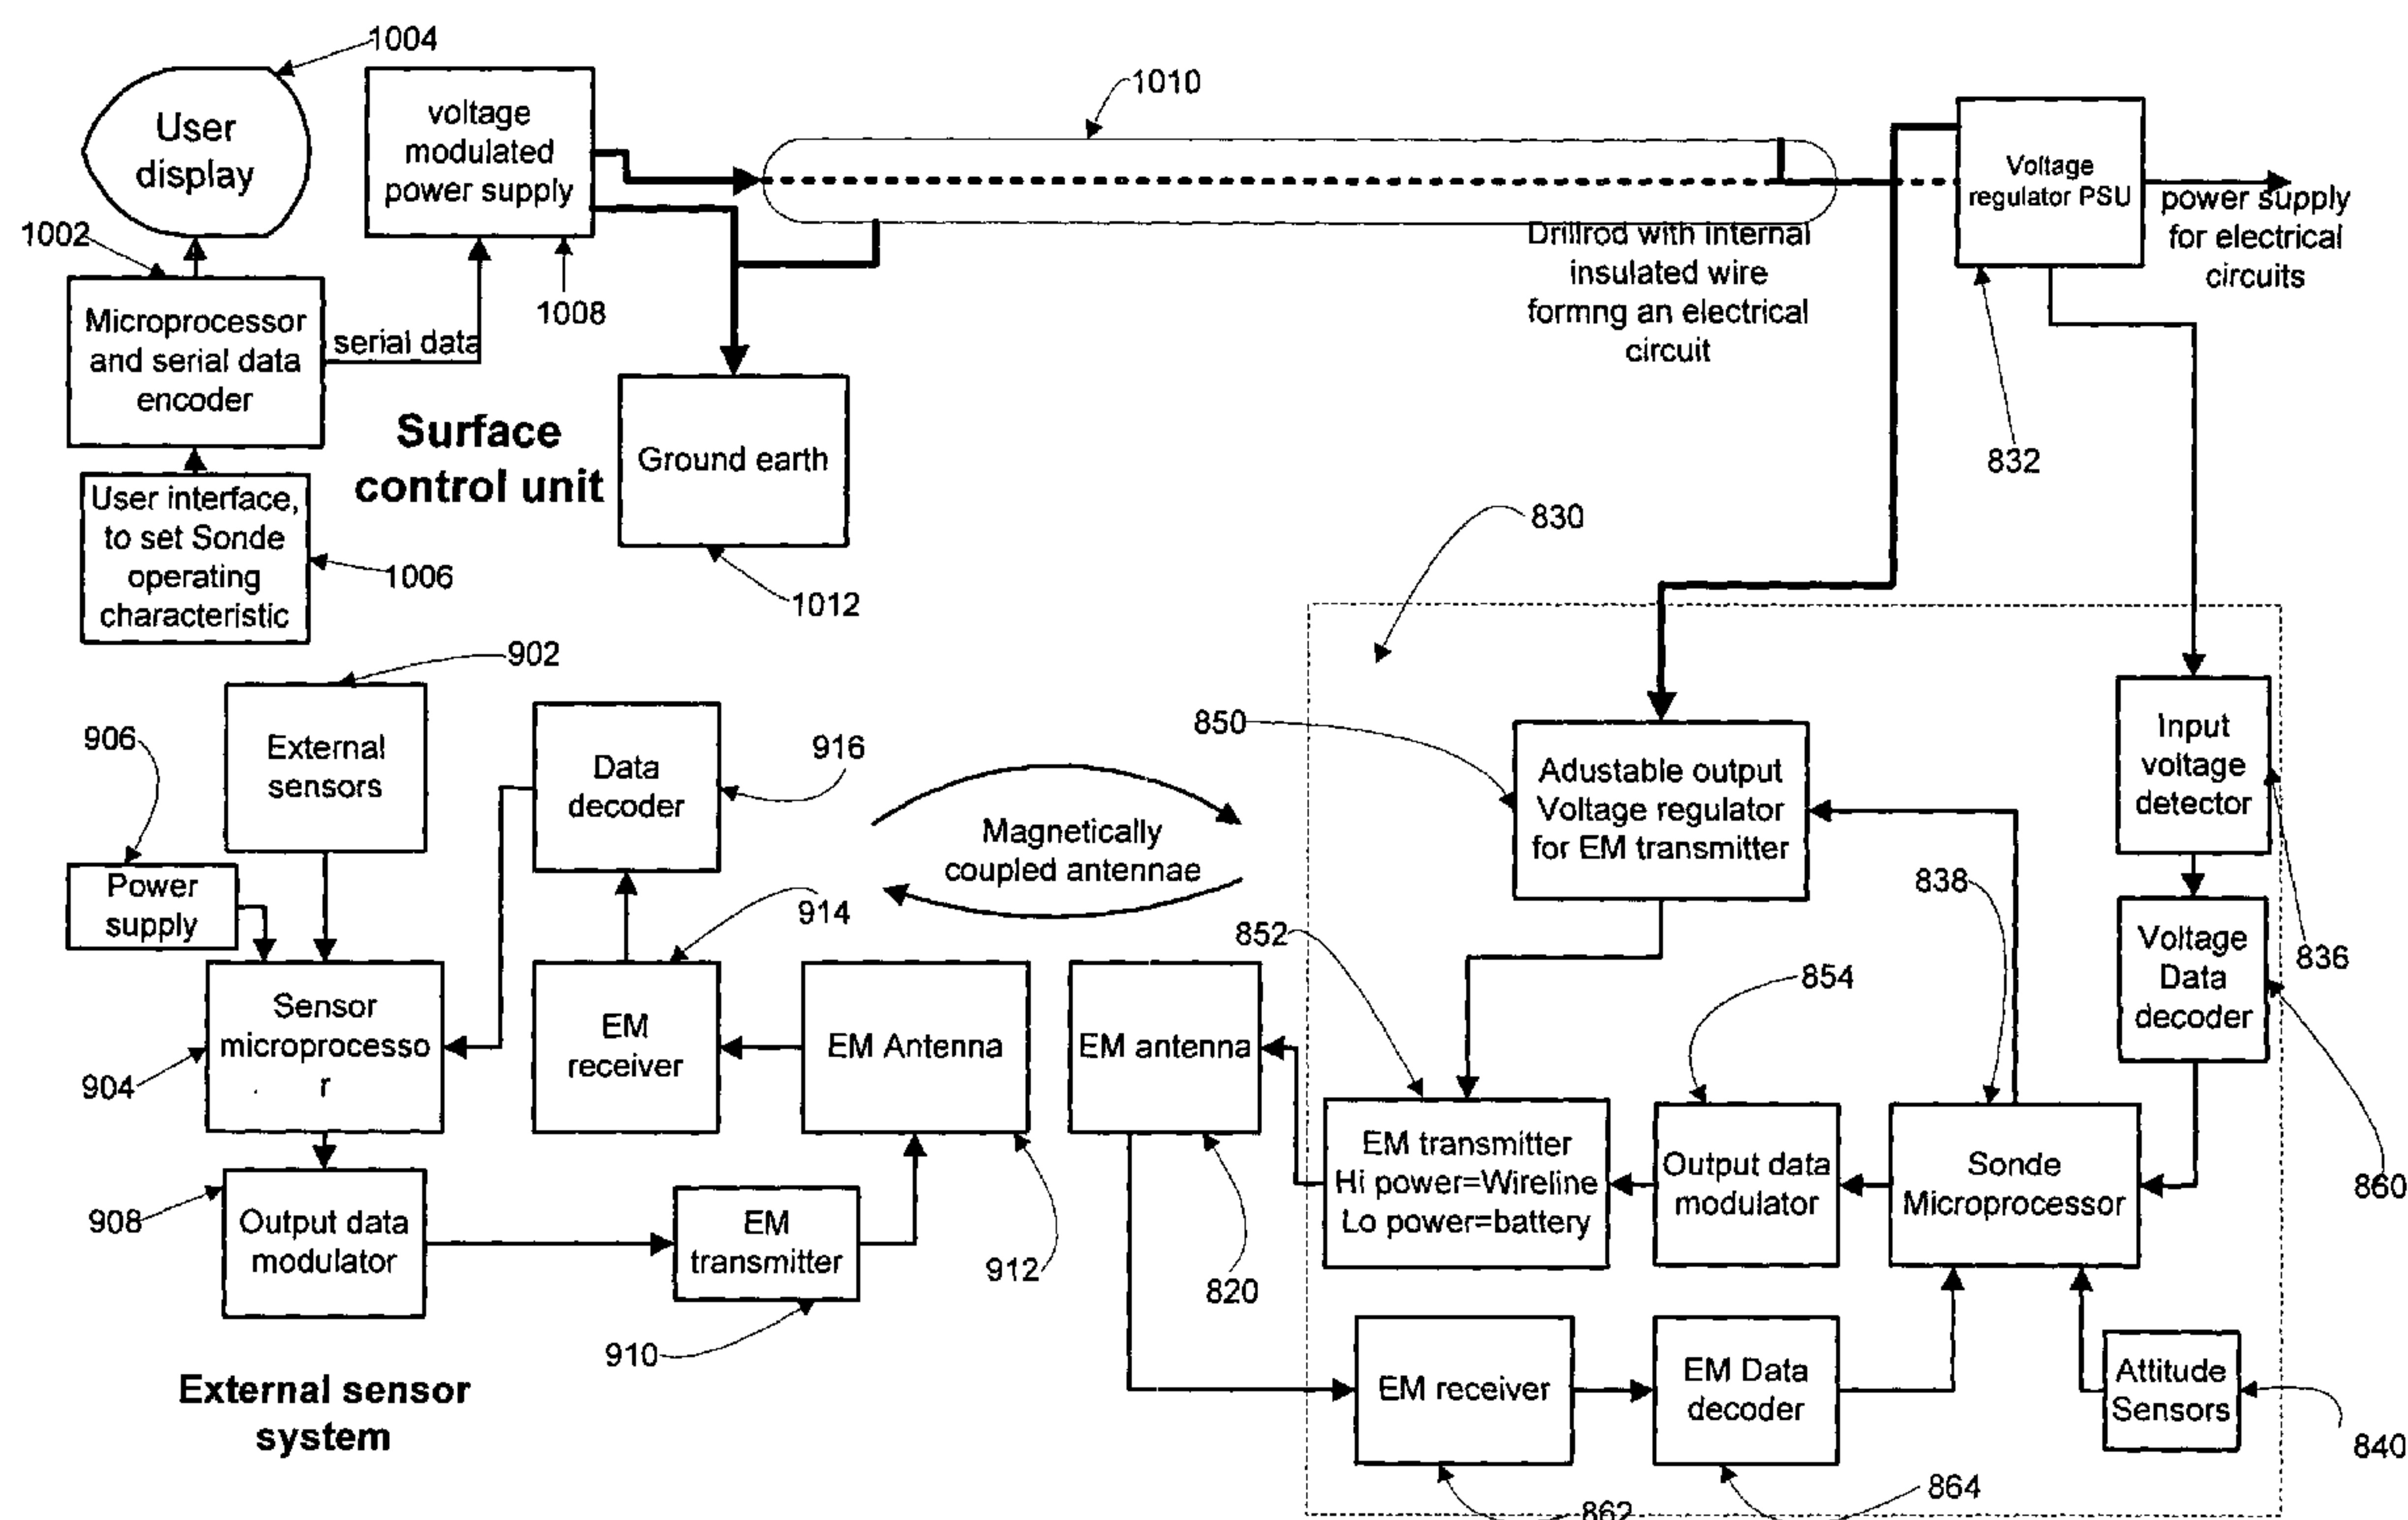 1004
User
display
1002
Microprocessor
and serial data
encoder
serial data
voltage
modulated
power supply
1008
1010
Drillrod with internal
insulated wire
formng an electrical
circuit
Voltage
regulator PSU
power supply
for electrical
circuits
832
Surface
control unit
Ground earth
1012
User interface,
to set Sonde
operating
characteristic
1006
830
902
External
sensors
906
Power
supply
Data
decoder
916
914
Magnetically
coupled antennae
850
Adustable output
Voltage regulator
for EM transmitter
Input
voltage
detector
836
838
852
854
Voltage
Data
decoder
860
Sensor
microprocesso
r
904
EM
receiver
EM Antenna
EM antenna
EM transmitter
Hi power=Wireline
Lo power=battery
Output data
modulator
Sonde
Microprocessor
908
Output data
modulator
EM
transmitter
910
912
820
EM receiver
EM Data
decoder
Attitude
Sensors
840
862
864
External sensor
system